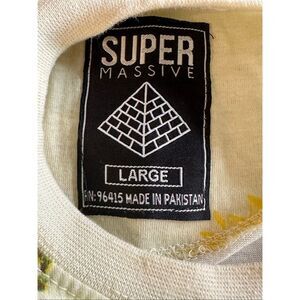 SUPER
MASSIVE
LARGE
RN:96415 MADE IN PAKISTAN